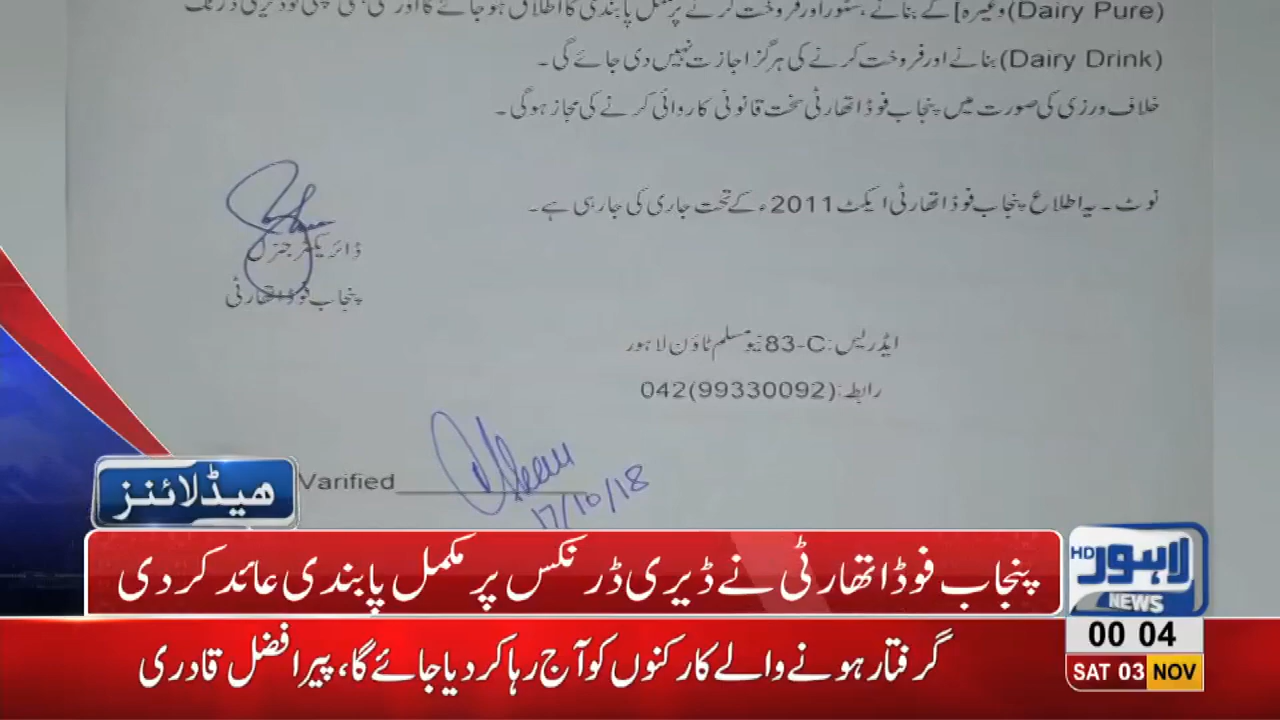 (Dairy Pure) وغیرہ] کے بنانے، سٹور اور فروخت کرنے پر مکمل پابندی کا اطلاق ہو جائے گا اور کسی بھی کمپنی کو ڈیری ڈرنک
(Dairy Drink) بنانے اور فروخت کرنے کی ہرگز اجازت نہیں دی جائے گی۔
خلاف ورزی کی صورت میں پنجاب فوڈ اتھارٹی سخت قانونی کاروائی کرنے کی مجاز ہوگی۔
نوٹ۔ یہ اطلاع پنجاب فوڈ اتھارٹی ایکٹ 2011ء کے تحت جاری کی جا رہی ہے۔
ڈائریکٹر جنرل
پنجاب فوڈ اتھارٹی
ایڈریس: 83-C نیو مسلم ٹاؤن لاہور
رابطہ: 042(99330092)
Varified
17/10/18
ھیڈلائنز
پنجاب فوڈ اتھارٹی نے ڈیری ڈرنکس پر مکمل پابندی عائد کر دی
لاہور HD
NEWS
00 04
گرفتار ہونے والے کارکنوں کو آج رہا کر دیا جائے گا، پیر افضل قادری
SAT 03 NOV